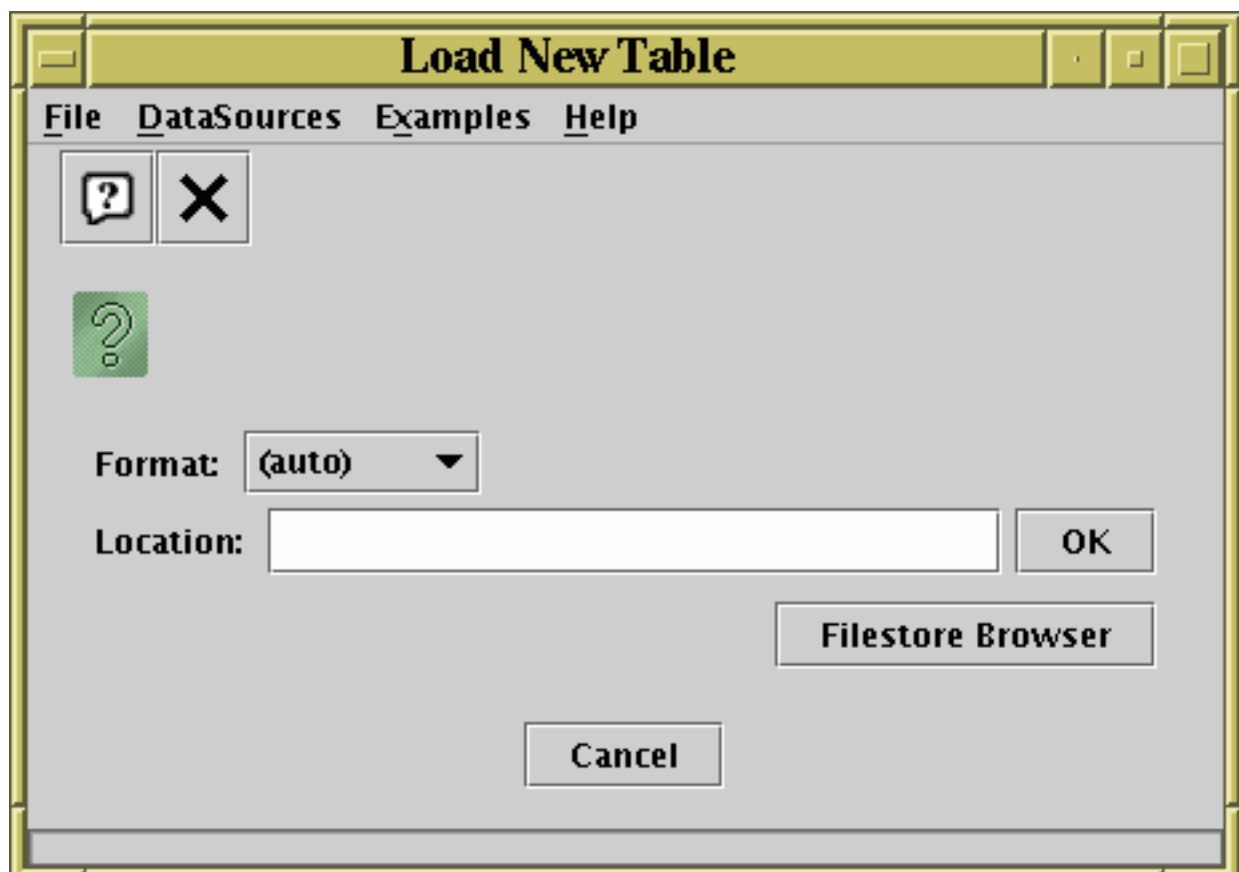 Load New Table
File DataSources Examples Help
Format: (auto)
Location: OK
Filestore Browser
Cancel